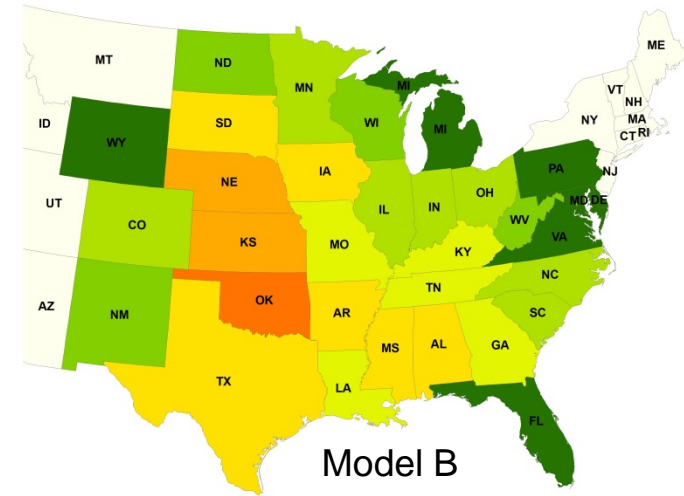 ME
MT
ND
VT
MN
NH
MI
ID
SD
WI
NY
MA
MI
CT RI
WY
IA
PA
NJ
NE
OH
UT
IL
IN
MD DE
CO
WV
KS
MO
VA
KY
NC
TN
AZ
OK
NM
AR
SC
MS
AL
GA
TX
LA
FL
Model B